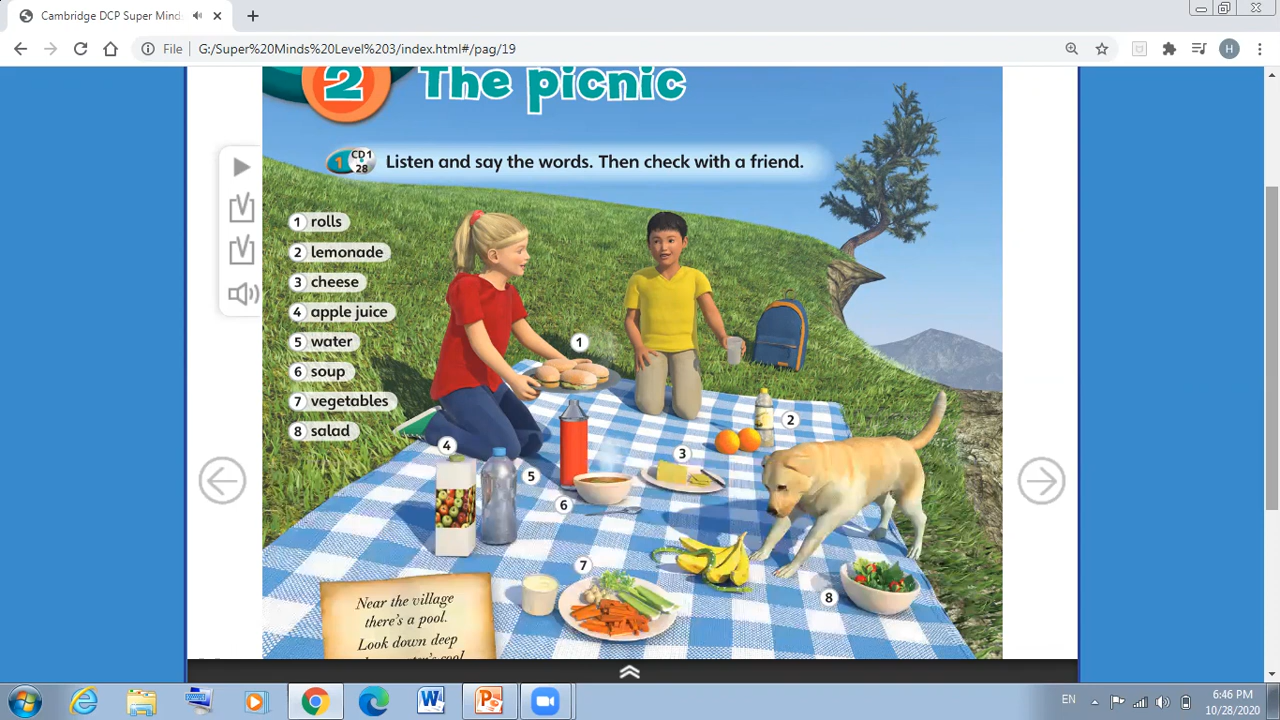 Cambridge DCP Super Mind
File
G:/Super%20Minds%20Level%203/index.html#/pag/19
H
2 The picnic
1 CD1 28 Listen and say the words. Then check with a friend.
1 rolls
2 lemonade
3 cheese
4 apple juice
5 water
6 soup
7 vegetables
8 salad
1
2
3
4
5
6
7
8
Near the village
there's a pool.
Look down deep
EN
6:46 PM
10/28/2020